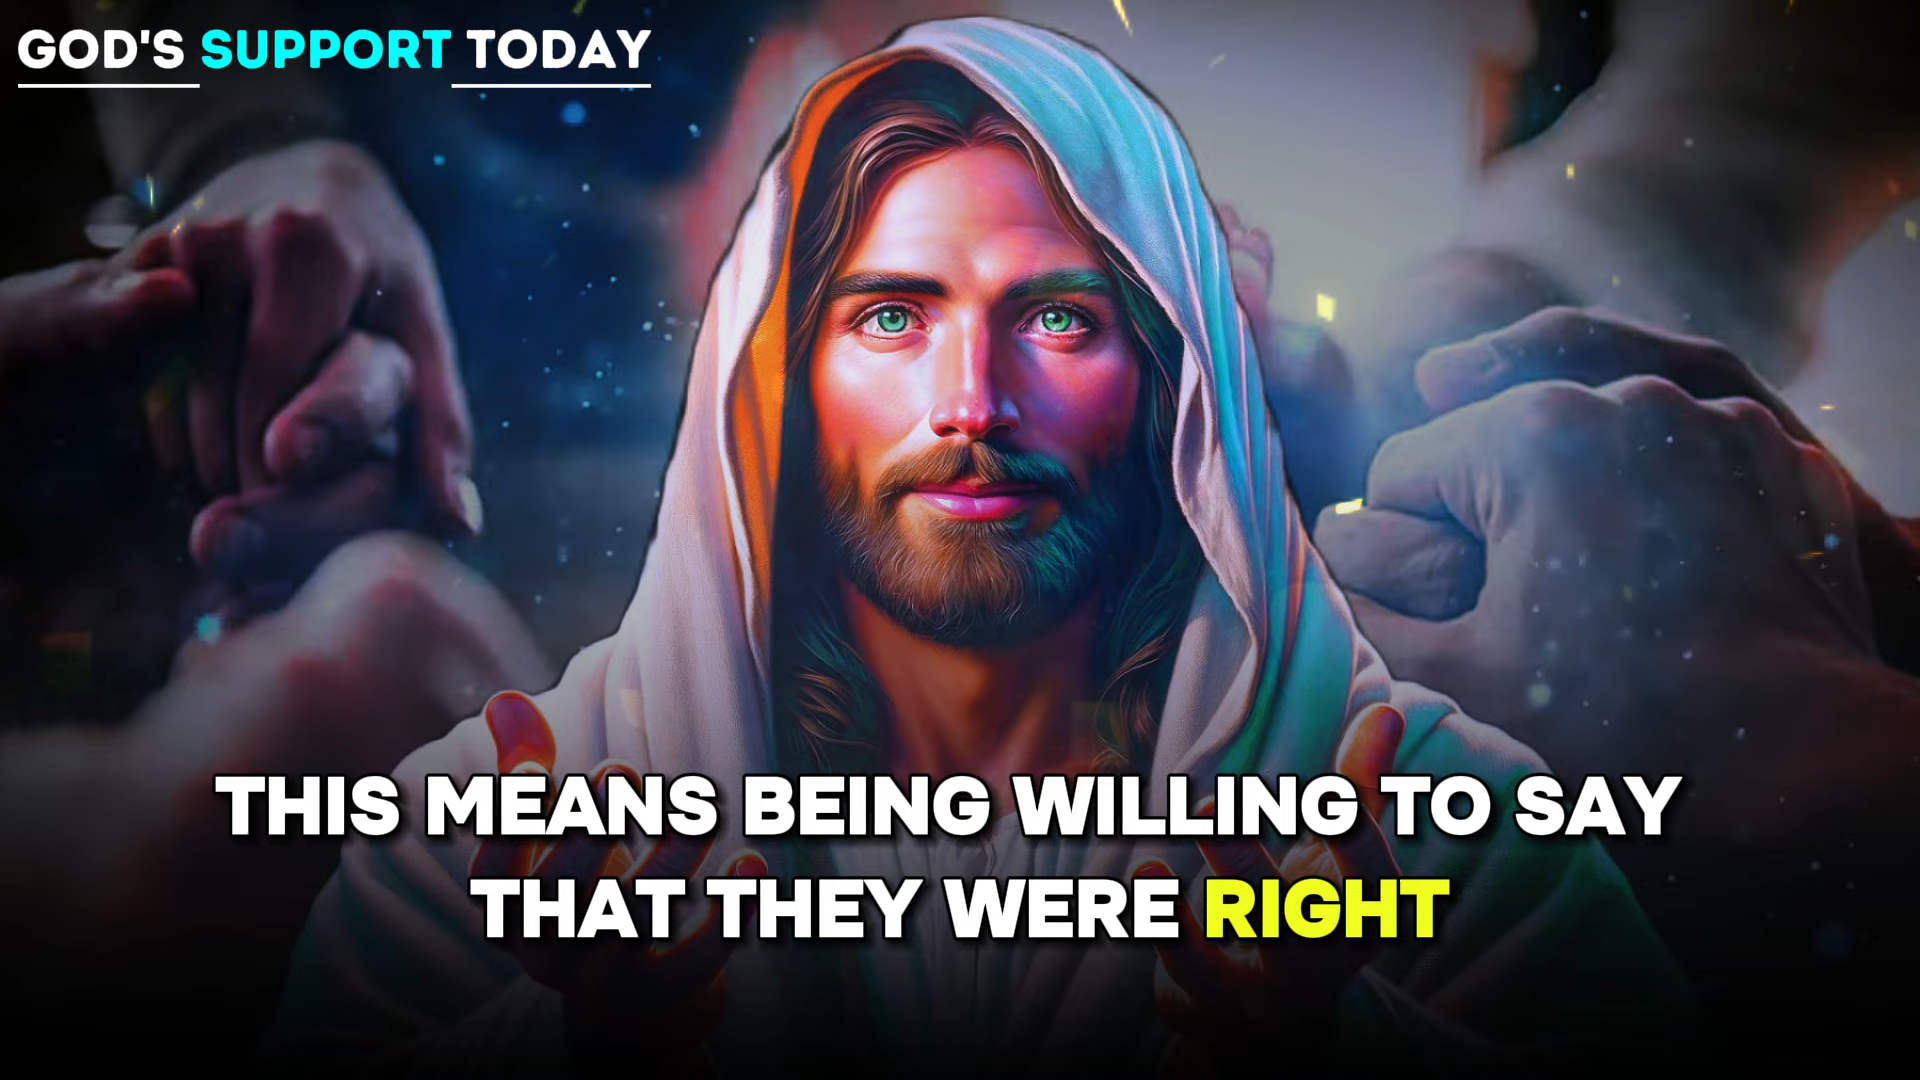 GOD'S SUPPORT TODAY
THIS MEANS BEING WILLING TO SAY
THAT THEY WERE RIGHT